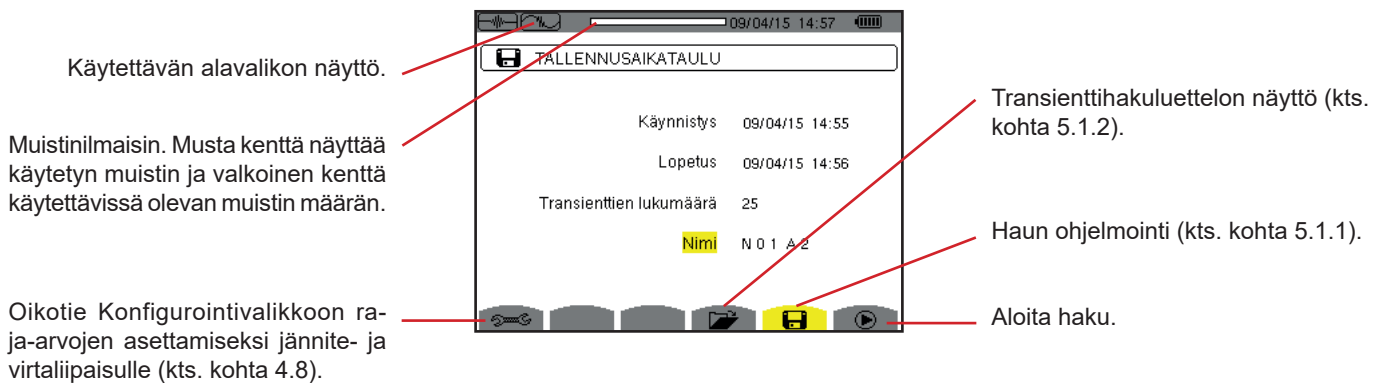 09/04/15 14:57
TALLENNUSAIKATAULU
Käytettävän alavalikon näyttö.
Muistinilmaisin. Musta kenttä näyttää
käytetyn muistin ja valkoinen kenttä
käytettävissä olevan muistin määrän.
Oikotie Konfigurointivalikkoon ra-
ja-arvojen asettamiseksi jännite- ja
virtaliipaisulle (kts. kohta 4.8).
Käynnistys 09/04/15 14:55
Lopetus 09/04/15 14:56
Transienttien lukumäärä 25
Nimi N 0 1 A 2
Transienttihakuluettelon näyttö (kts.
kohta 5.1.2).
Haun ohjelmointi (kts. kohta 5.1.1).
Aloita haku.